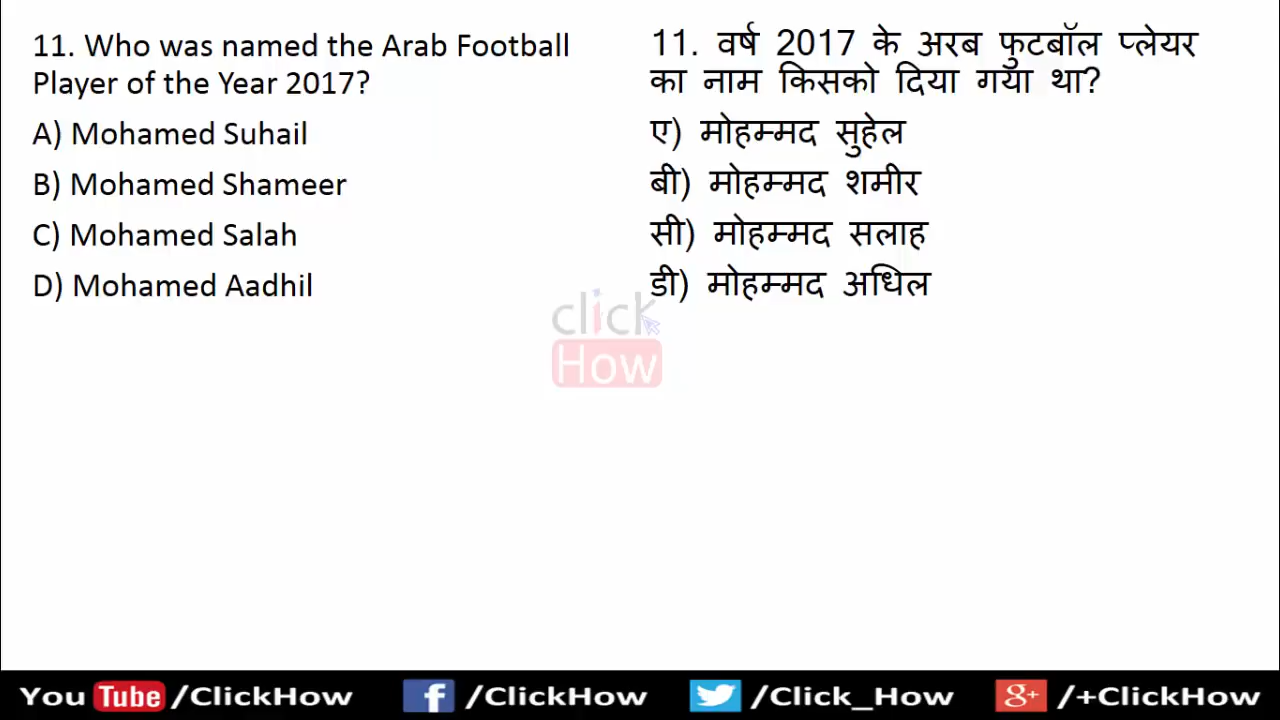 11. Who was named the Arab Football
Player of the Year 2017?
A) Mohamed Suhail
B) Mohamed Shameer
C) Mohamed Salah
D) Mohamed Aadhil
11. वर्ष 2017 के अरब फुटबॉल प्लेयर
का नाम किसको दिया गया था?
ए) मोहम्मद सुहेल
बी) मोहम्मद शमीर
सी) मोहम्मद सलाह
डी) मोहम्मद अधिल
click
How
You Tube /ClickHow f /ClickHow /Click_How g+ /+ClickHow